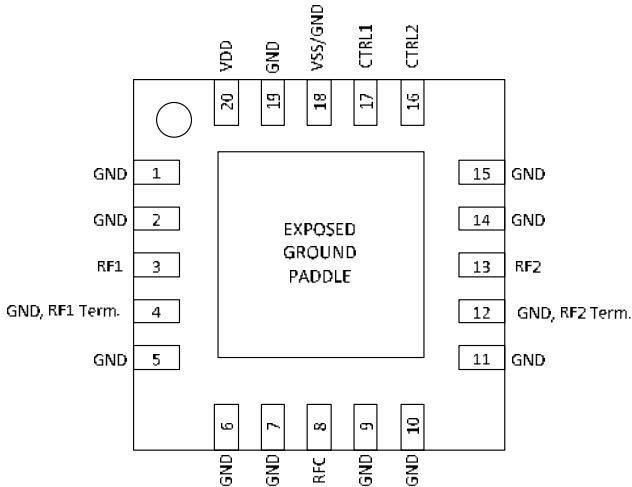 VDD
GND
VSS/GND
CTRL1
CTRL2
20
19
18
17
16
GND 1
15 GND
GND 2
14 GND
RF1 3
13 RF2
GND, RF1 Term. 4
12 GND, RF2 Term.
GND 5
11 GND
EXPOSED
GROUND
PADDLE
6
7
8
9
10
GND
GND
RFC
GND
GND